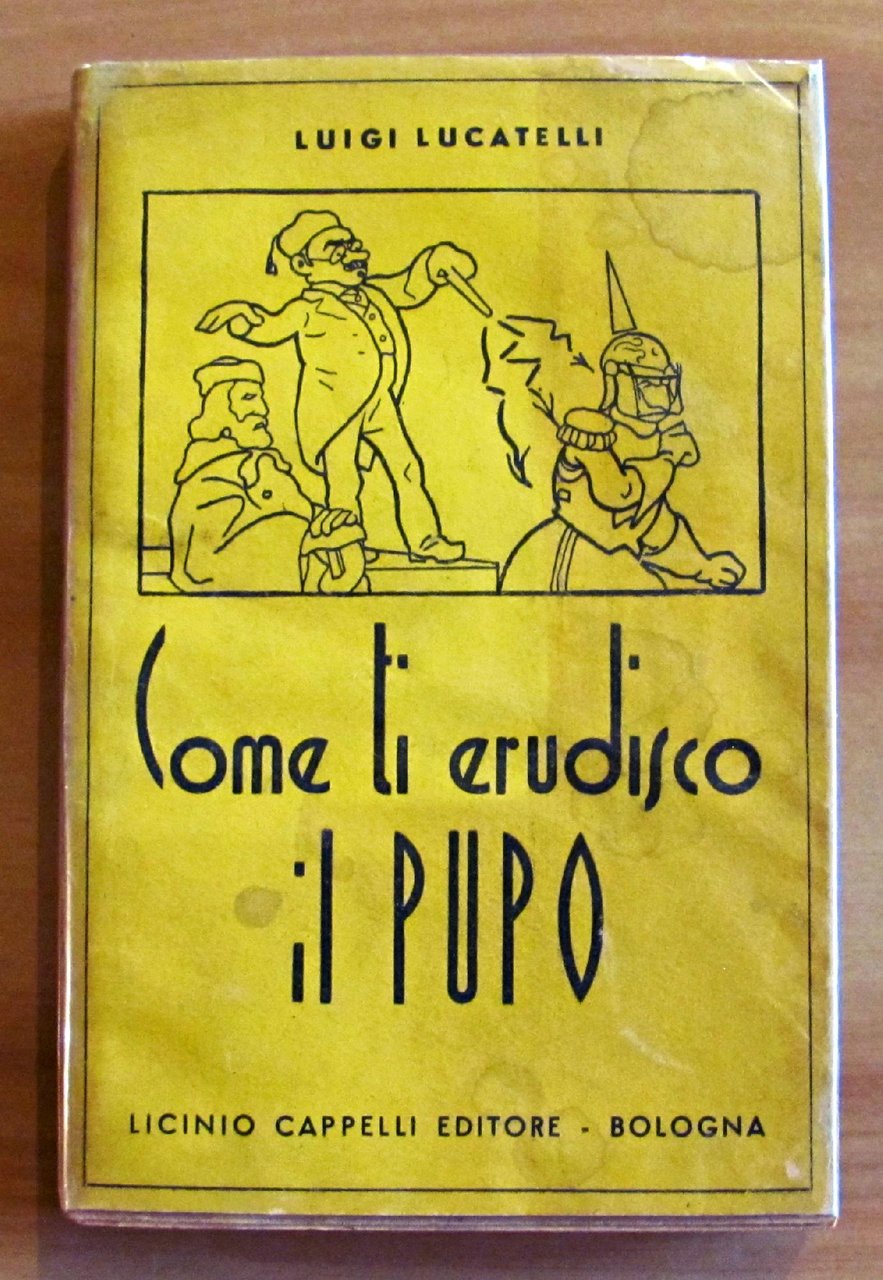 LUIGI LUCATELLI
Come ti erudisco
il PUPO
LICINIO CAPPELLI EDITORE - BOLOGNA